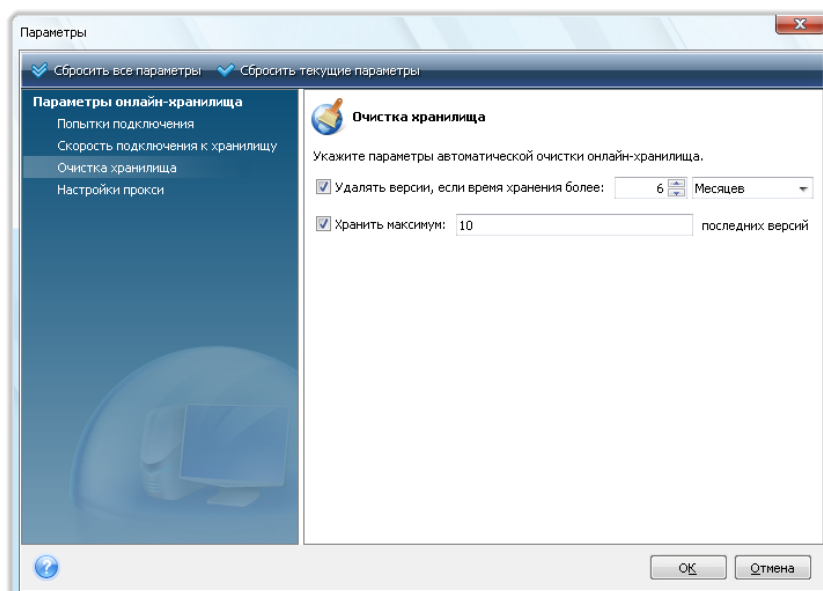 Параметры
Сбросить все параметры Сбросить текущие параметры
Параметры онлайн-хранилища
Попытки подключения
Скорость подключения к хранилищу
Очистка хранилища
Настройки прокси
Очистка хранилища
Укажите параметры автоматической очистки онлайн-хранилища.
Удалять версии, если время хранения более: 6 Месяцев
Хранить максимум: 10 последних версий
OK Отмена